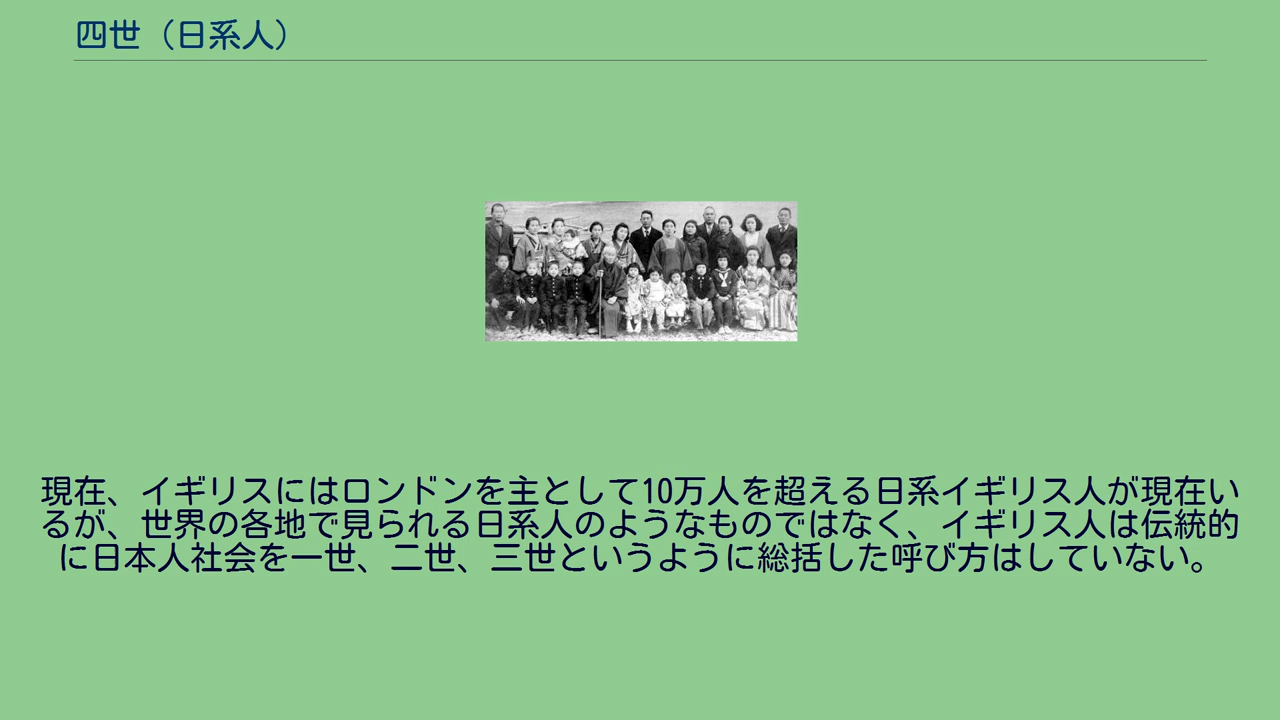 四世（日系人）
現在、イギリスにはロンドンを主として10万人を超える日系イギリス人が現在い
るが、世界の各地で見られる日系人のようなものではなく、イギリス人は伝統的
に日本人社会を一世、二世、三世というように総括した呼び方はしていない。